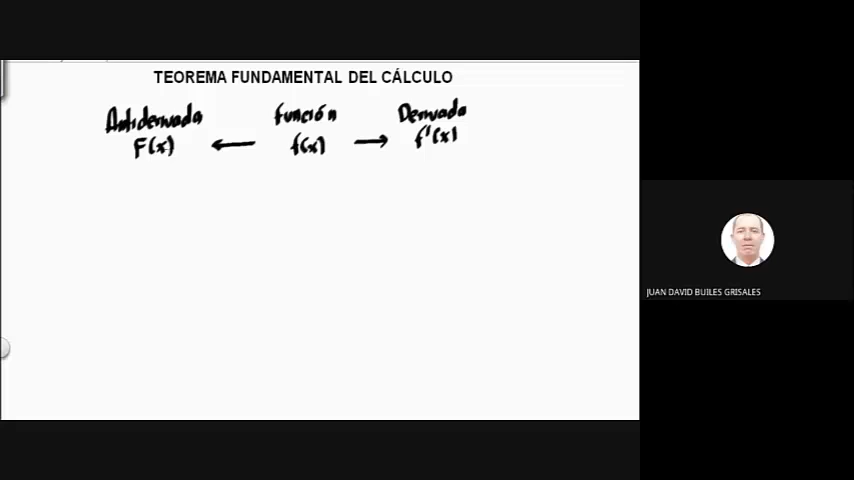 TEOREMA FUNDAMENTAL DEL CÁLCULO
Antiderivada función Derivada
F(x) ← f(x) → f'(x)
JUAN DAVID BUILES GRISALES